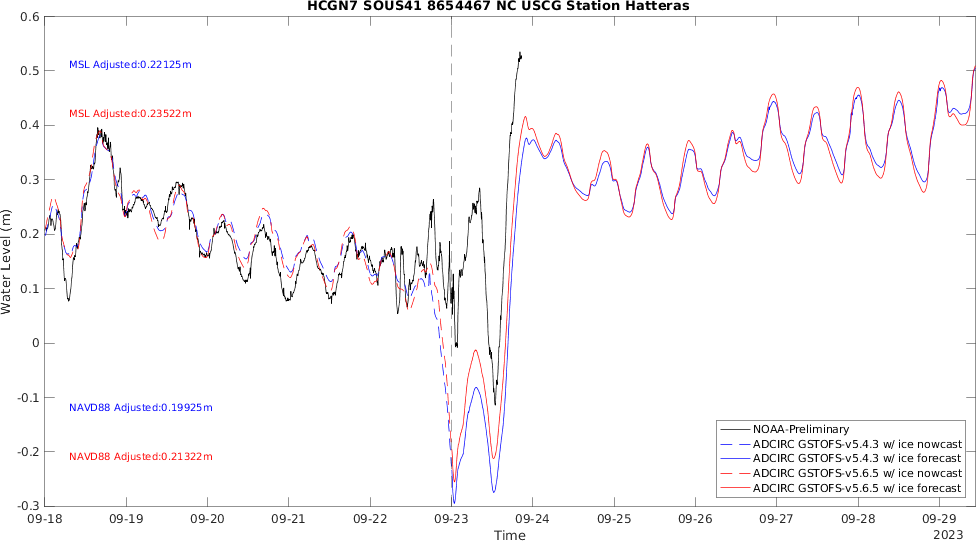 HCGN7 SOUS41 8654467 NC USCG Station Hatteras
0.6
0.5
0.4
0.3
0.2
0.1
0
-0.1
-0.2
-0.3
Water Level (m)
MSL Adjusted:0.22125m
MSL Adjusted:0.23522m
NAVD88 Adjusted:0.19925m
NAVD88 Adjusted:0.21322m
NOAA-Preliminary
ADCIRC GSTOFS-v5.4.3 w/ ice nowcast
ADCIRC GSTOFS-v5.4.3 w/ ice forecast
ADCIRC GSTOFS-v5.6.5 w/ ice nowcast
ADCIRC GSTOFS-v5.6.5 w/ ice forecast
09-18 09-19 09-20 09-21 09-22 09-23 09-24 09-25 09-26 09-27 09-28 09-29
Time
2023